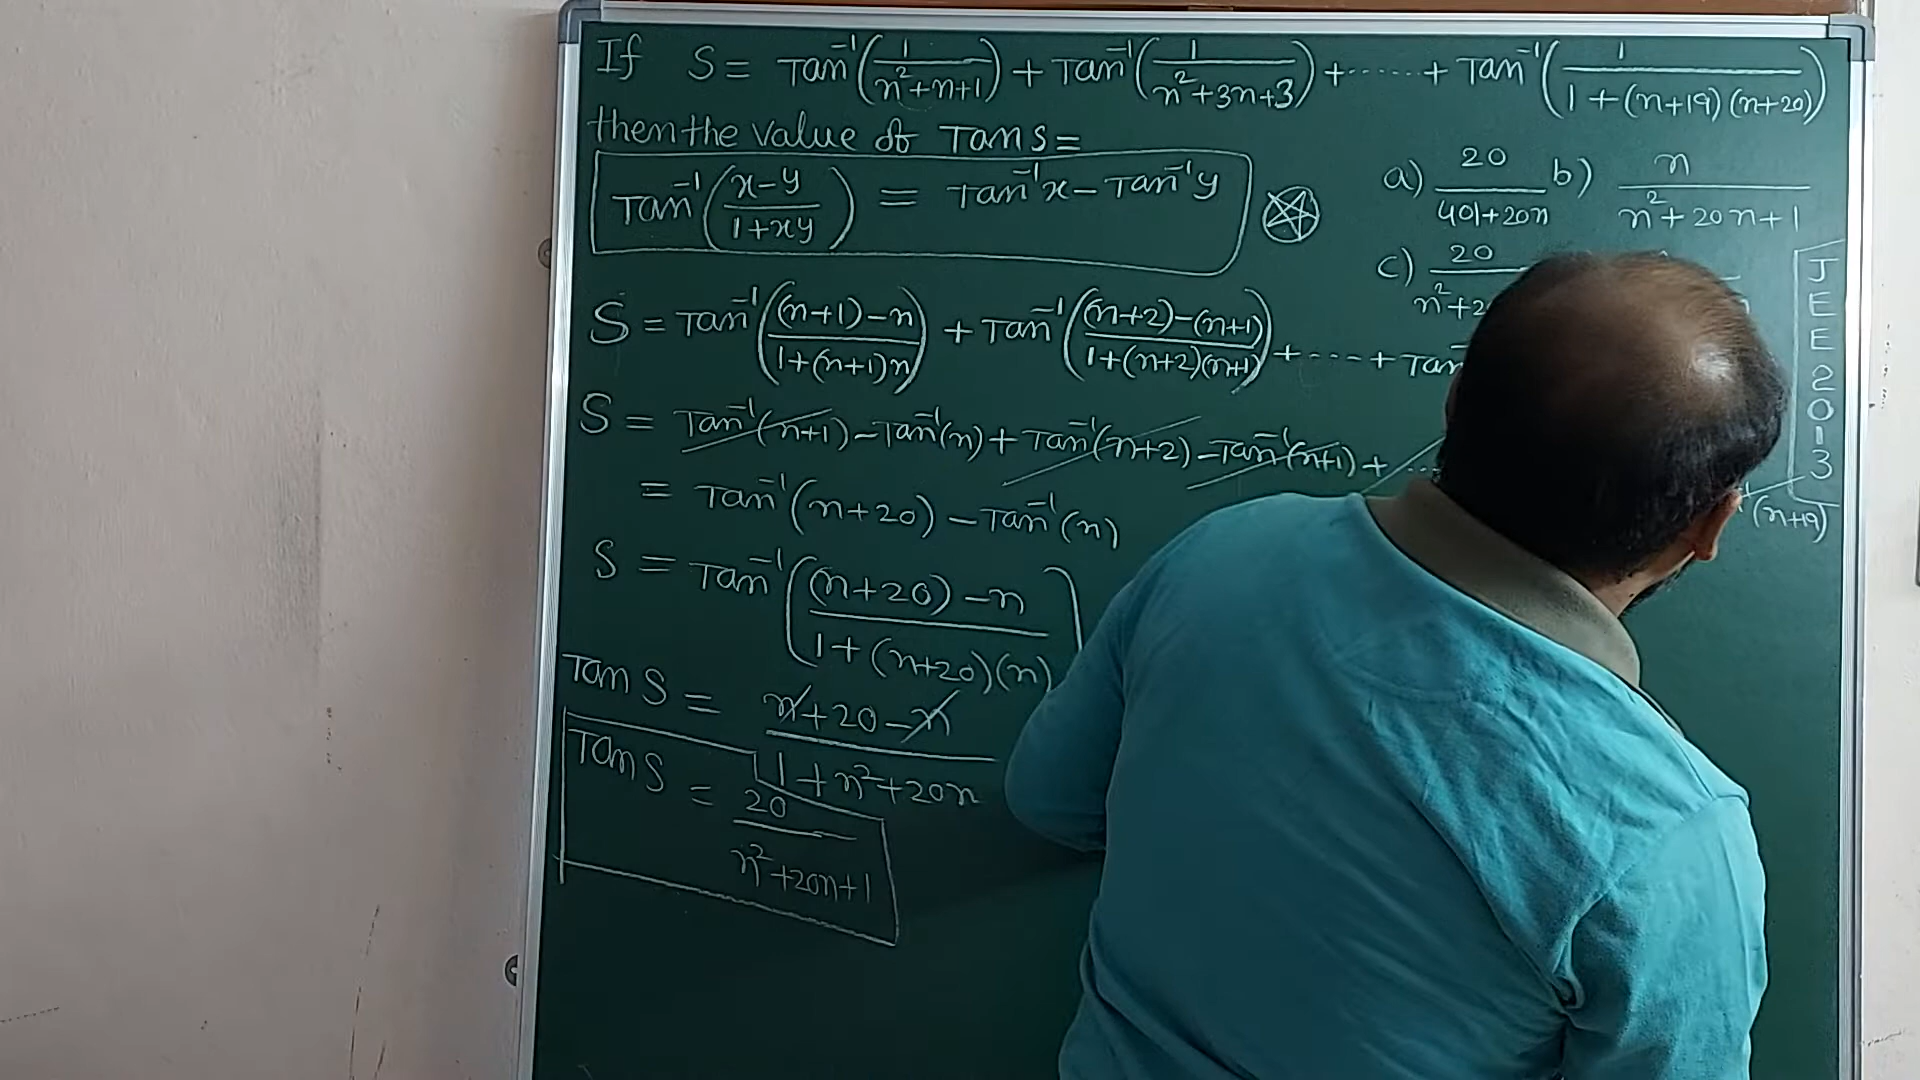 If S = Tan⁻¹(1/(n²+n+1)) + Tan⁻¹(1/(n²+3n+3)) +······+ Tan⁻¹(1/(1+(n+19)(n+20)))
then the value of Tan S =
Tan⁻¹((x-y)/(1+xy)) = Tan⁻¹x - Tan⁻¹y
a) 20/(401+20n) b) n/(n²+20n+1)
c) 20/(n²+2
JEE 2013
S = Tan⁻¹(((n+1)-n)/(1+(n+1)n)) + Tan⁻¹(((n+2)-(n+1))/(1+(n+2)(n+1))) +----+ Tan
S = Tan⁻¹(n+1) - Tan⁻¹(n) + Tan⁻¹(n+2) - Tan⁻¹(n+1) + ... (n+19)
= Tan⁻¹(n+20) - Tan⁻¹(n)
S = Tan⁻¹(((n+20)-n)/(1+(n+20)(n)))
Tan S = (n+20-n)/(1+n²+20n)
Tan S = 20/(n²+20n+1)